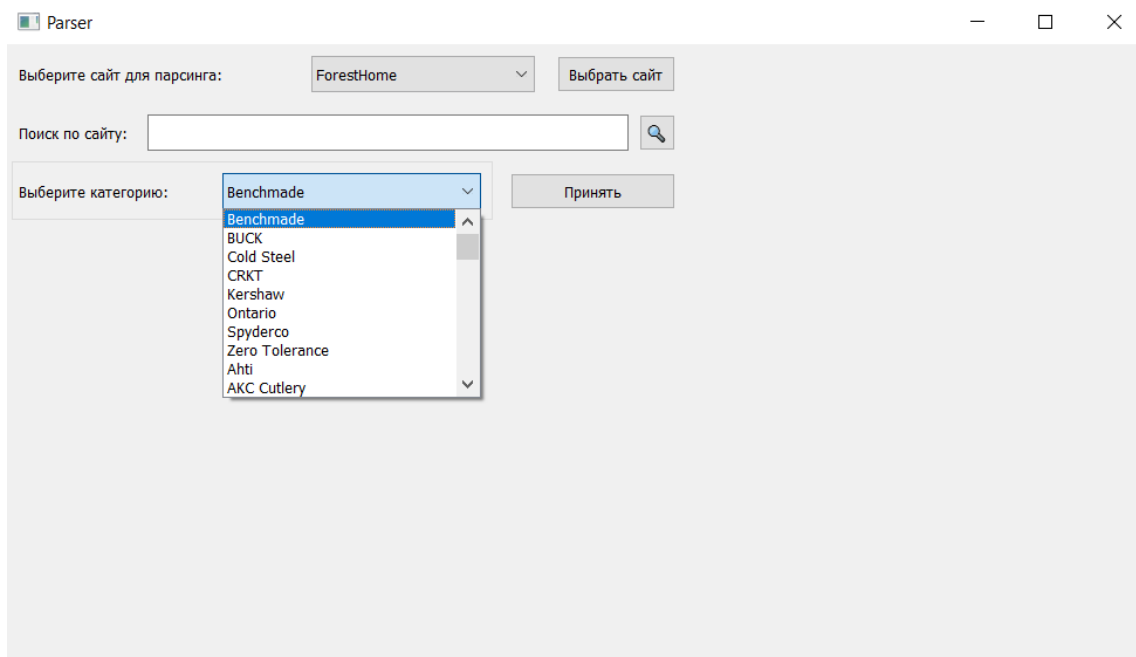 Parser
Выберите сайт для парсинга: ForestHome Выбрать сайт
Поиск по сайту:
Выберите категорию: Benchmade Принять
Benchmade
BUCK
Cold Steel
CRKT
Kershaw
Ontario
Spyderco
Zero Tolerance
Ahti
AKC Cutlery